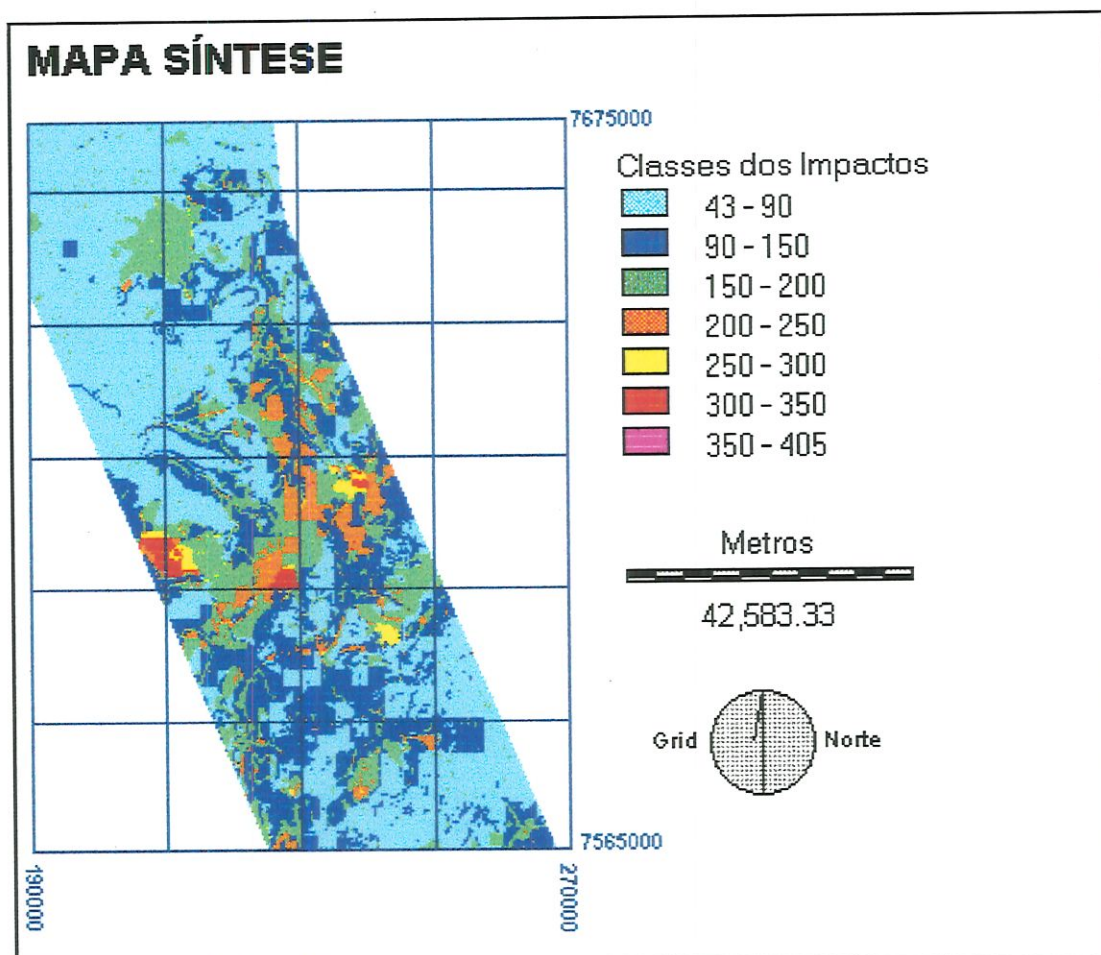 MAPA SÍNTESE
7675000
Classes dos Impactos
43 - 90
90 - 150
150 - 200
200 - 250
250 - 300
300 - 350
350 - 405
Metros
42,583.33
Grid Norte
7565000
190000
270000